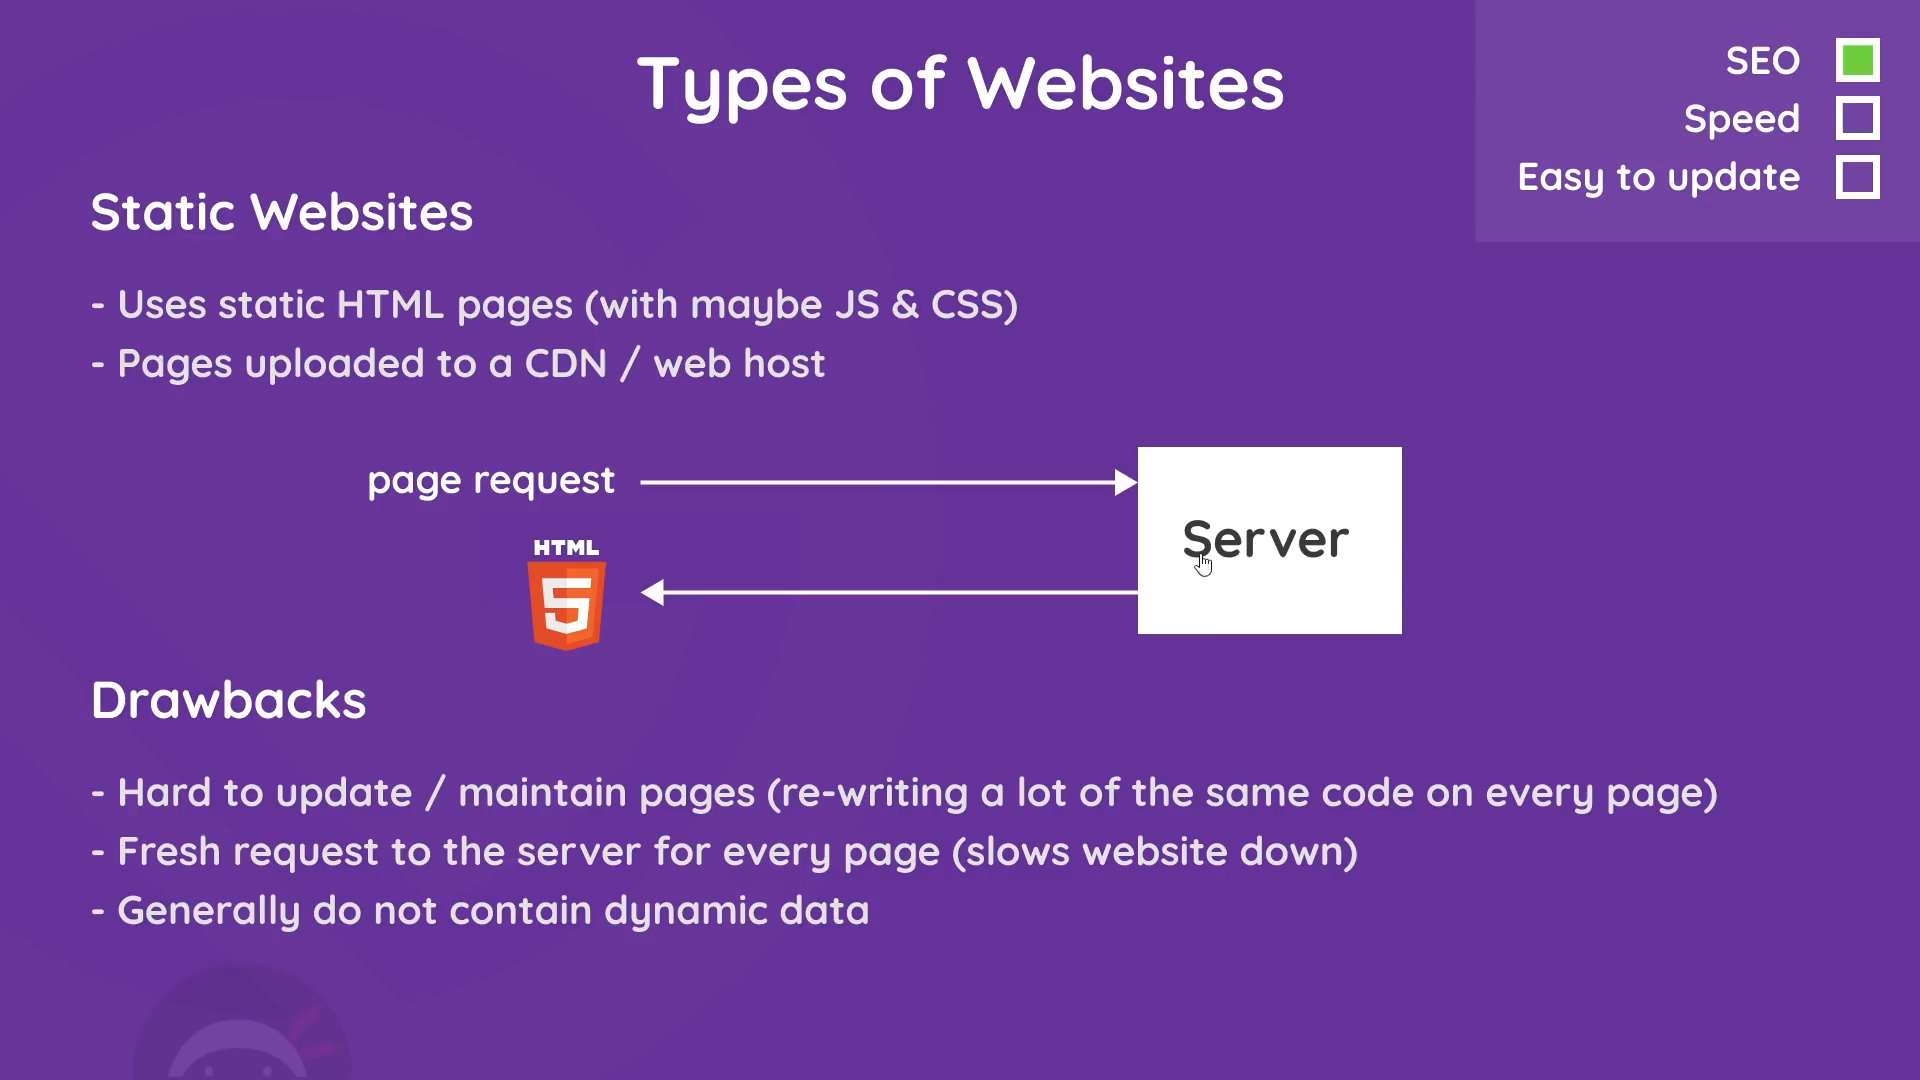 Types of Websites
SEO
Speed
Easy to update
Static Websites
- Uses static HTML pages (with maybe JS & CSS)
- Pages uploaded to a CDN / web host
page request
Server
HTML
5
Drawbacks
- Hard to update / maintain pages (re-writing a lot of the same code on every page)
- Fresh request to the server for every page (slows website down)
- Generally do not contain dynamic data